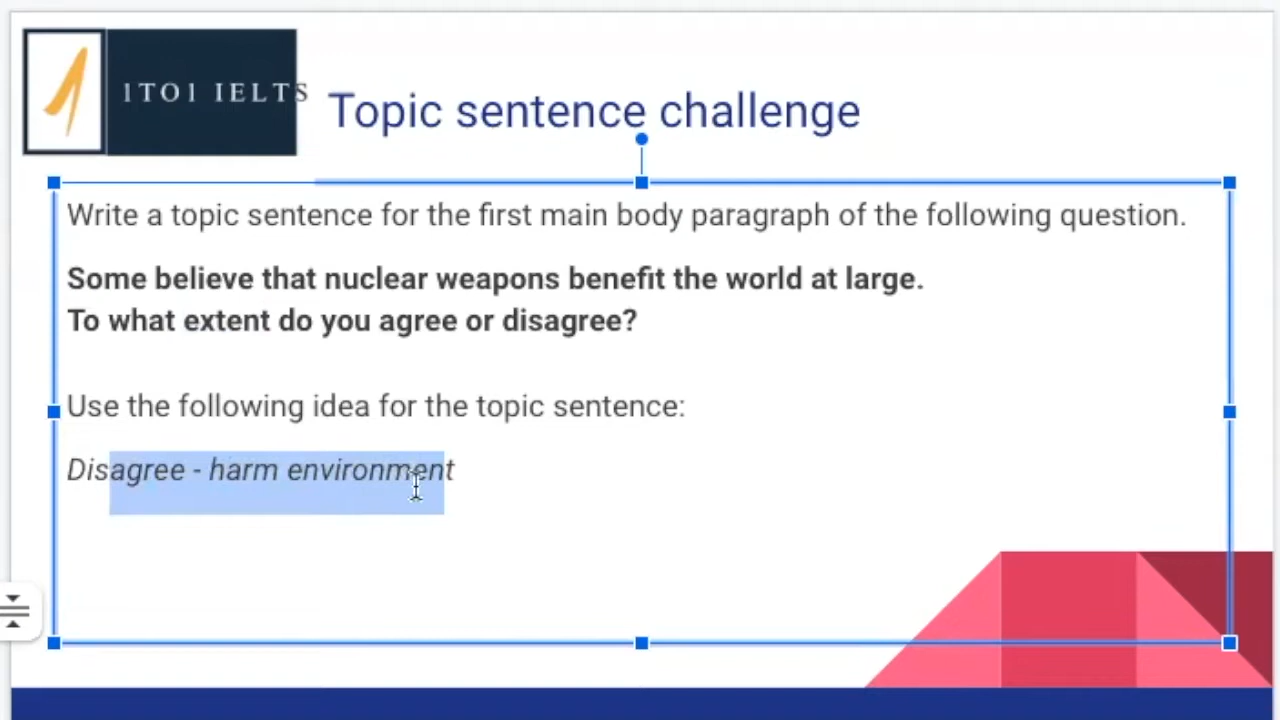 1TO1 IELTS
Topic sentence challenge
Write a topic sentence for the first main body paragraph of the following question.
Some believe that nuclear weapons benefit the world at large.
To what extent do you agree or disagree?
Use the following idea for the topic sentence:
Disagree - harm environment